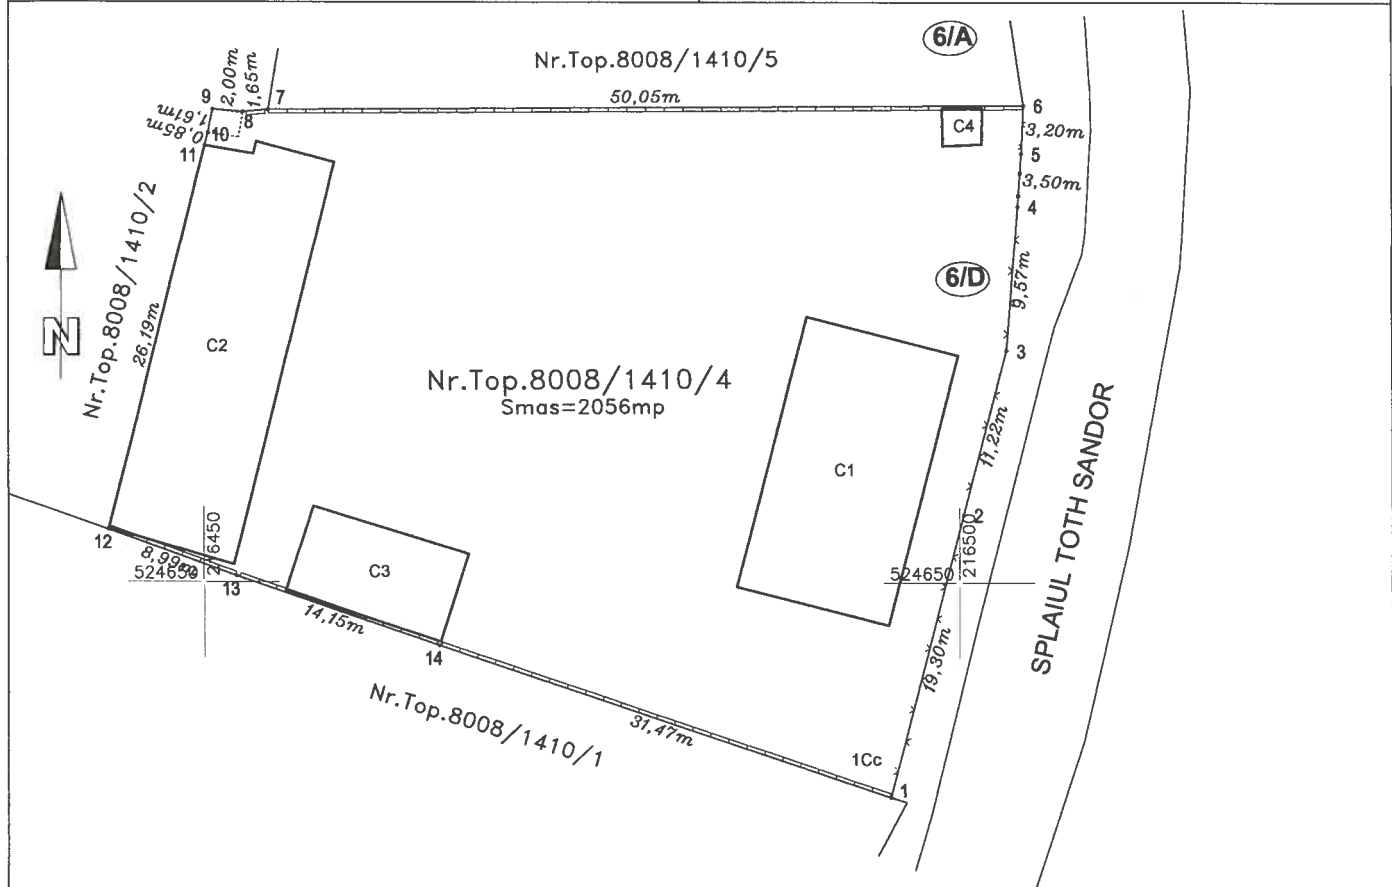 6/A
Nr.Top.8008/1410/5
2,00m
1,65m
9
7
50,05m
6
1,61m
8
0,85m
10
C4
3,20m
11
5
3,50m
4
Nr.Top.8008/1410/2
6/D
9,57m
26,19m
N
C2
3
Nr.Top.8008/1410/4
Smas=2056mp
11,22m
C1
SPLAIUL TOTH SANDOR
2
216450
216500
12
8,99m
524650
13
C3
524650
14,15m
14
19,30m
Nr.Top.8008/1410/1
31,47m
1Cc
1